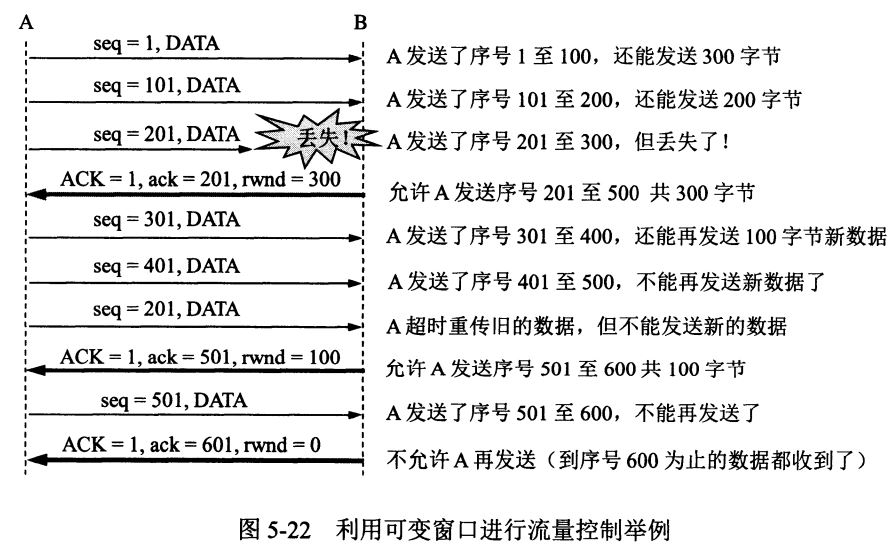 A B
seq = 1, DATA A 发送了序号 1 至 100，还能发送 300 字节
seq = 101, DATA A 发送了序号 101 至 200，还能发送 200 字节
seq = 201, DATA 丢失！ A 发送了序号 201 至 300，但丢失了！
ACK = 1, ack = 201, rwnd = 300 允许 A 发送序号 201 至 500 共 300 字节
seq = 301, DATA A 发送了序号 301 至 400，还能再发送 100 字节新数据
seq = 401, DATA A 发送了序号 401 至 500，不能再发送新数据了
seq = 201, DATA A 超时重传旧的数据，但不能发送新的数据
ACK = 1, ack = 501, rwnd = 100 允许 A 发送序号 501 至 600 共 100 字节
seq = 501, DATA A 发送了序号 501 至 600，不能再发送了
ACK = 1, ack = 601, rwnd = 0 不允许 A 再发送（到序号 600 为止的数据都收到了）
图 5-22 利用可变窗口进行流量控制举例